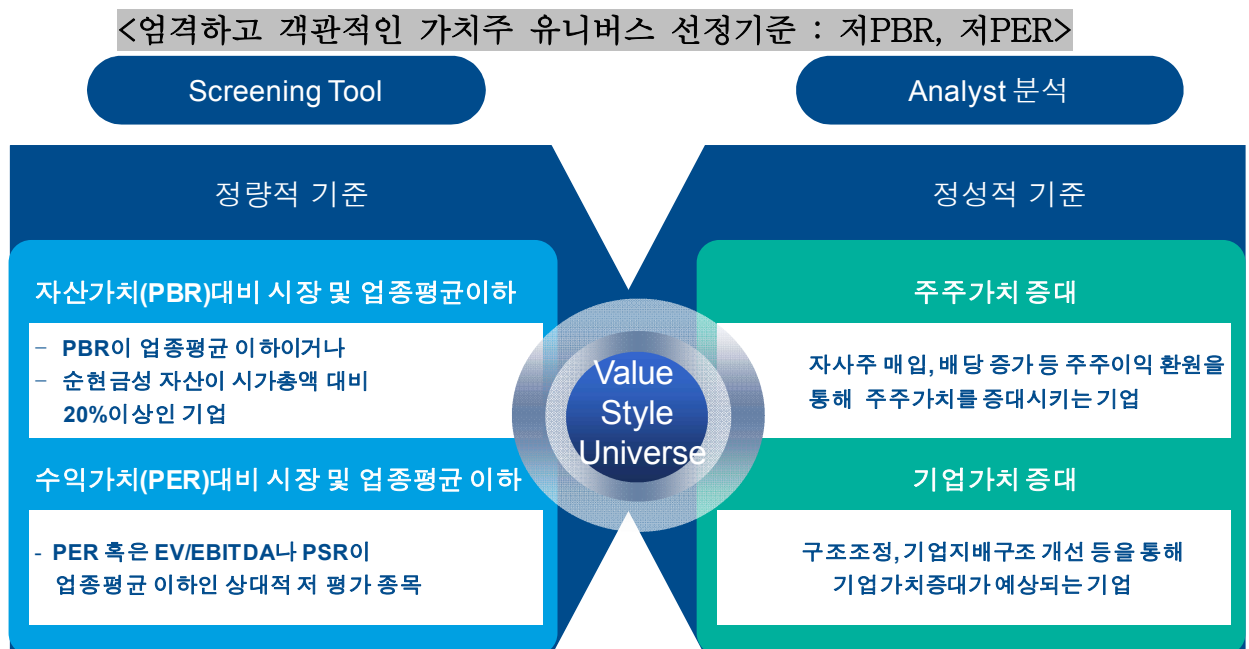 <엄격하고 객관적인 가치주 유니버스 선정기준 : 저PBR, 저PER>
Screening Tool
Analyst 분석
정량적 기준
정성적 기준
자산가치(PBR)대비 시장 및 업종평균이하
– PBR이 업종평균 이하이거나
– 순현금성 자산이 시가총액 대비
20%이상인 기업
수익가치(PER)대비 시장 및 업종평균 이하
- PER 혹은 EV/EBITDA나 PSR이
업종평균 이하인 상대적 저 평가 종목
Value
Style
Universe
주주가치 증대
자사주 매입, 배당 증가 등 주주이익 환원을
통해 주주가치를 증대시키는 기업
기업가치 증대
구조조정, 기업지배구조 개선 등을 통해
기업가치증대가 예상되는 기업